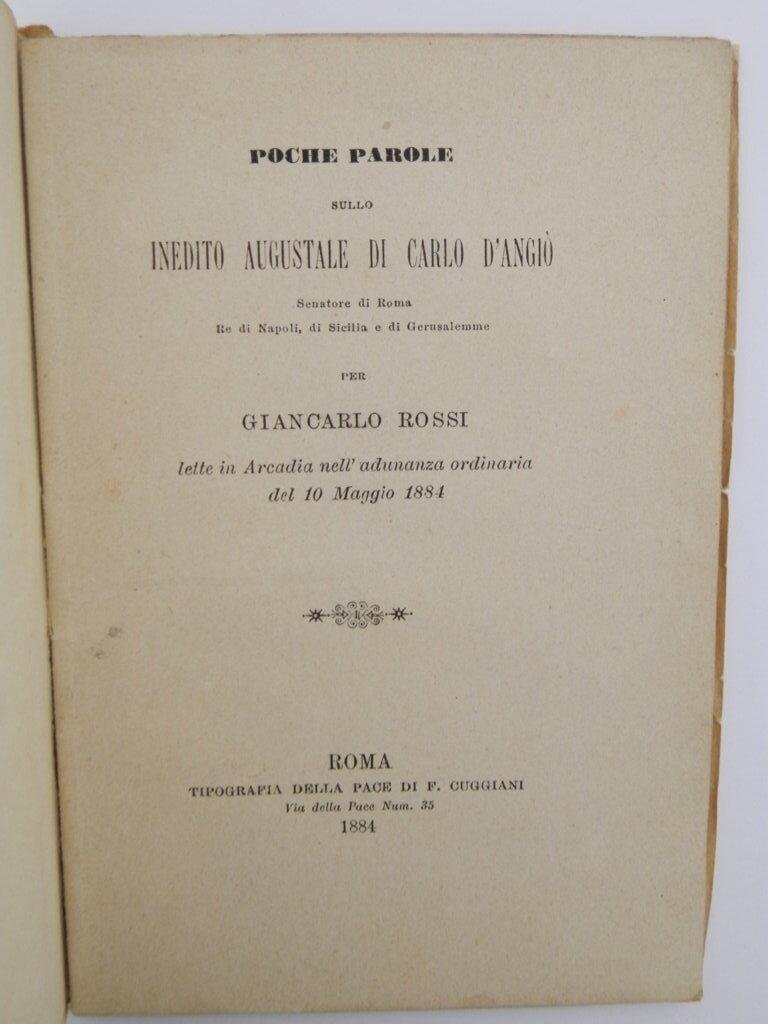 POCHE PAROLE
SULLO
INEDITO AUGUSTALE DI CARLO D'ANGIÒ
Senatore di Roma
Re di Napoli, di Sicilia e di Gerusalemme
PER
GIANCARLO ROSSI
lette in Arcadia nell' adunanza ordinaria
del 10 Maggio 1884
ROMA
TIPOGRAFIA DELLA PACE DI F. CUGGIANI
Via della Pace Num. 35
1884